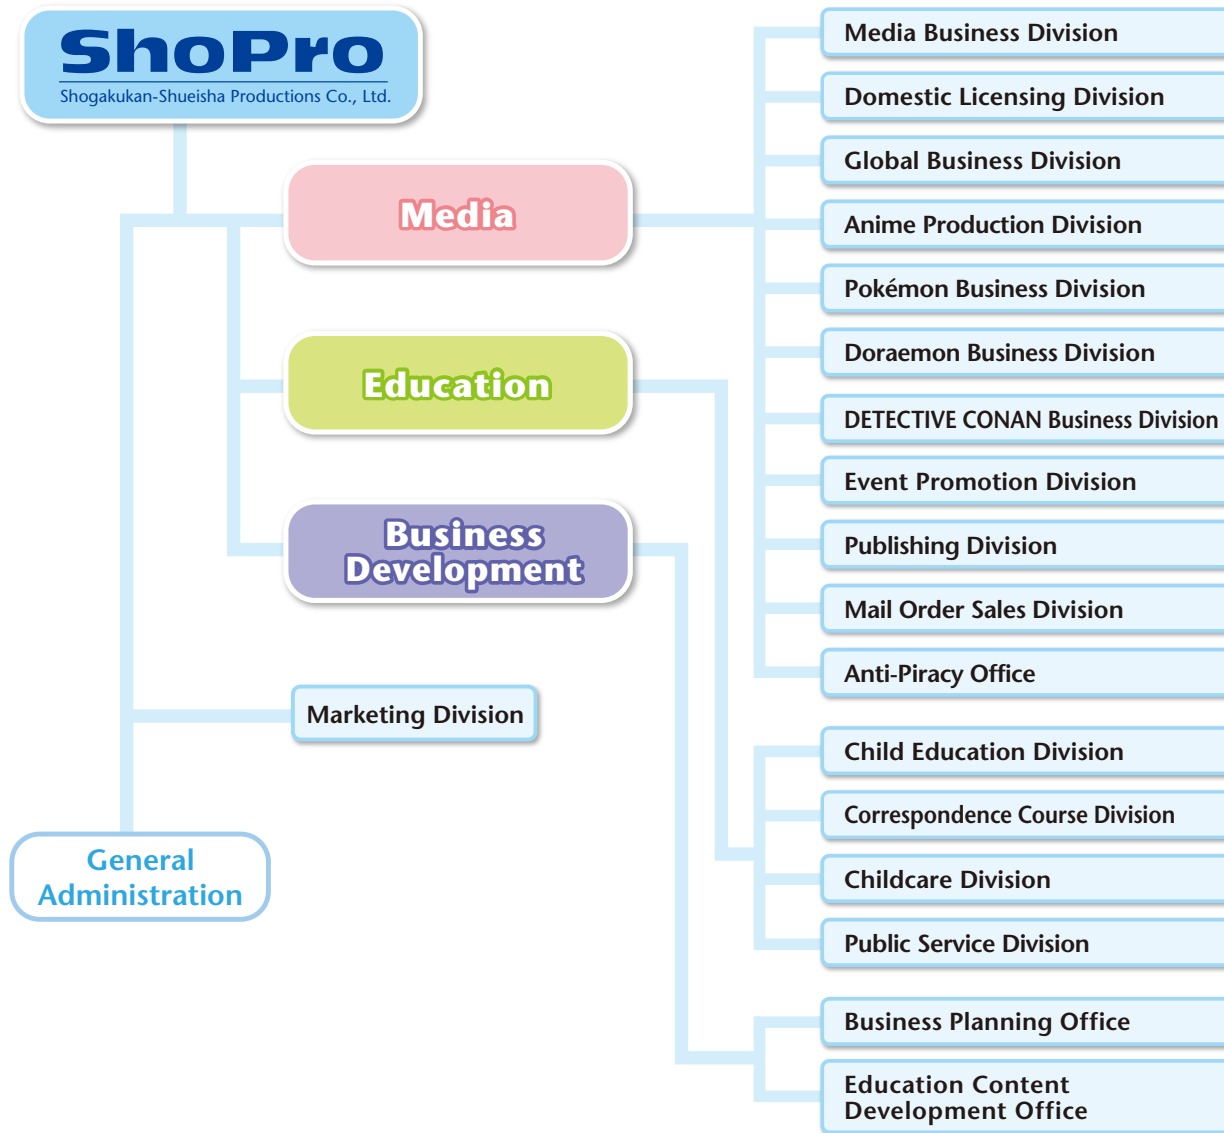 ShoPro
Shogakukan-Shueisha Productions Co., Ltd.
Media
Education
Business
Development
Marketing Division
General
Administration
Media Business Division
Domestic Licensing Division
Global Business Division
Anime Production Division
Pokémon Business Division
Doraemon Business Division
DETECTIVE CONAN Business Division
Event Promotion Division
Publishing Division
Mail Order Sales Division
Anti-Piracy Office
Child Education Division
Correspondence Course Division
Childcare Division
Public Service Division
Business Planning Office
Education Content
Development Office